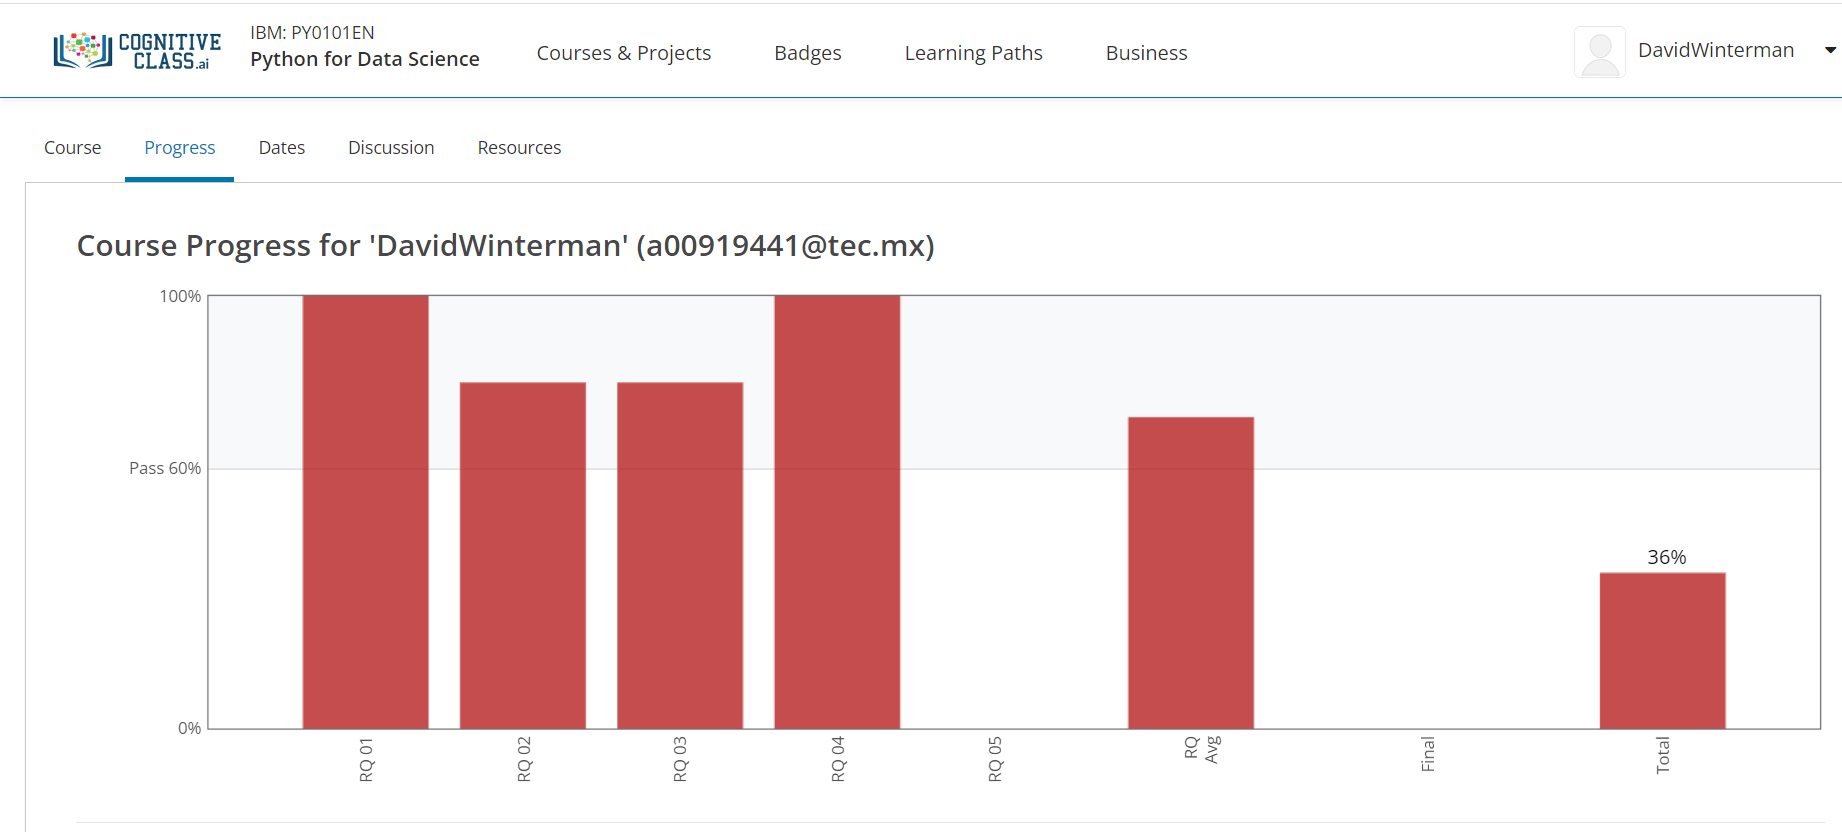 COGNITIVE
CLASS.ai
IBM: PY0101EN
Python for Data Science
Courses & Projects
Badges
Learning Paths
Business
DavidWinterman
Course
Progress
Dates
Discussion
Resources
Course Progress for 'DavidWinterman' (a00919441@tec.mx)
100%
Pass 60%
0%
36%
RQ 01
RQ 02
RQ 03
RQ 04
RQ 05
RQ
Avg
Final
Total